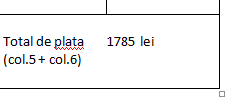 Total de plata 1785 lei
(col.5 + col.6)